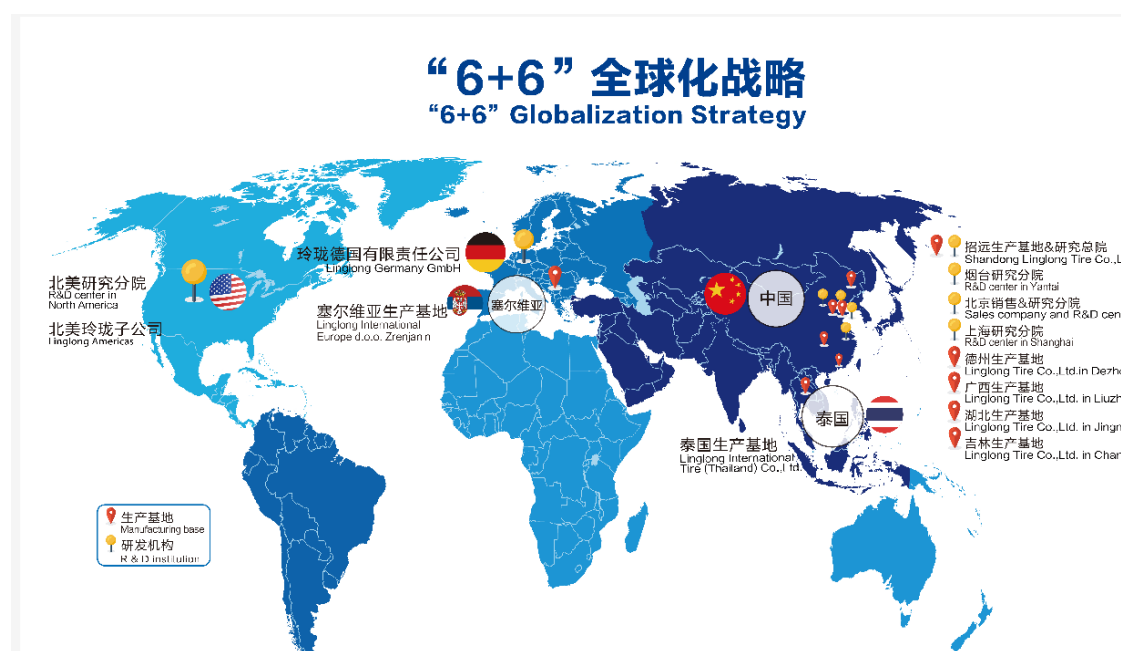 “6+6”全球化战略
“6+6” Globalization Strategy
北美研究分院
R&D center in
North America
北美玲珑子公司
Linglong Americas
玲珑德国有限责任公司
Linglong Germany GmbH
塞尔维亚生产基地
Linglong International
Europe d.o.o. Zrenjanin
塞尔维亚
中国
泰国
泰国生产基地
Linglong International
Tire (Thailand) Co.,Ltd.
招远生产基地&研究总院
Shandong Linglong Tire Co.,L
烟台研究分院
R&D center in Yantai
北京销售&研究分院
Sales company and R&D cen
上海研究分院
R&D center in Shanghai
德州生产基地
Linglong Tire Co.,Ltd.in Dezho
广西生产基地
Linglong Tire Co.,Ltd. in Liuzh
湖北生产基地
Linglong Tire Co.,Ltd. in Jingm
吉林生产基地
Linglong Tire Co.,Ltd. in Chan
生产基地
Manufacturing base
研发机构
R & D institution